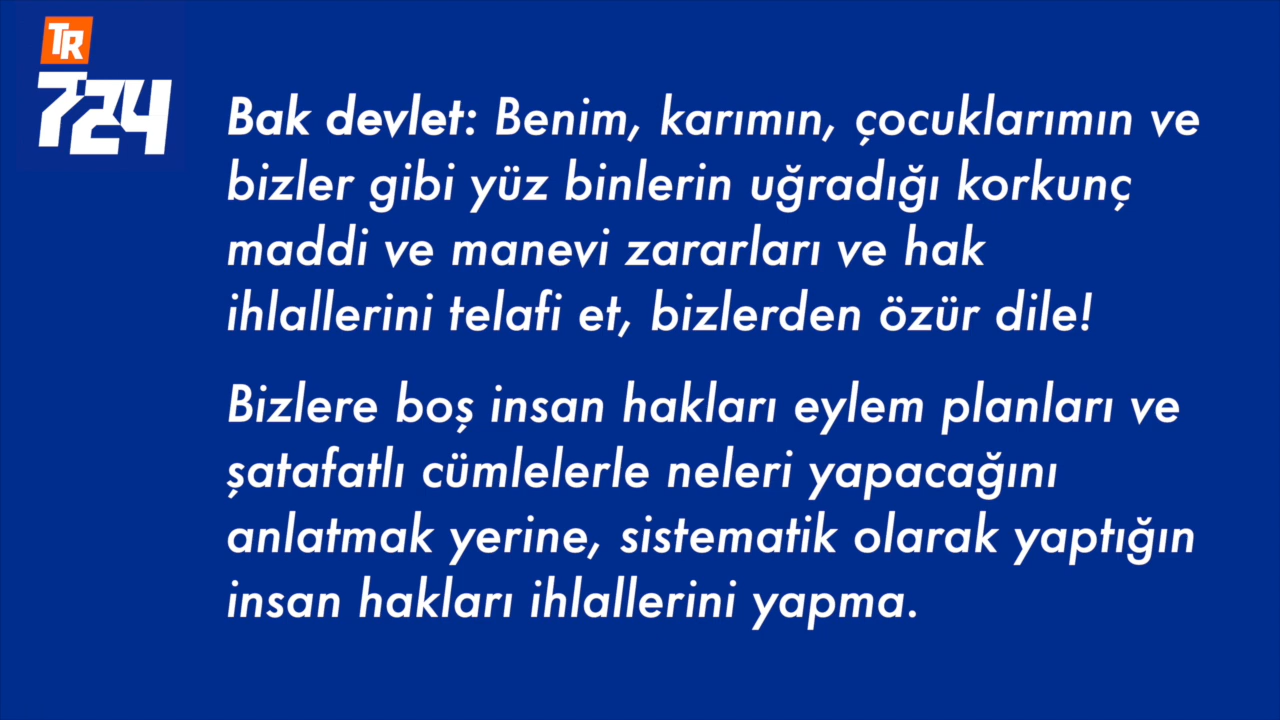 TR
724
Bak devlet: Benim, karımın, çocuklarımın ve
bizler gibi yüz binlerin uğradığı korkunç
maddi ve manevi zararları ve hak
ihlallerini telafi et, bizlerden özür dile!
Bizlere boş insan hakları eylem planları ve
şatafatlı cümlelerle neleri yapacağını
anlatmak yerine, sistematik olarak yaptığın
insan hakları ihlallerini yapma.